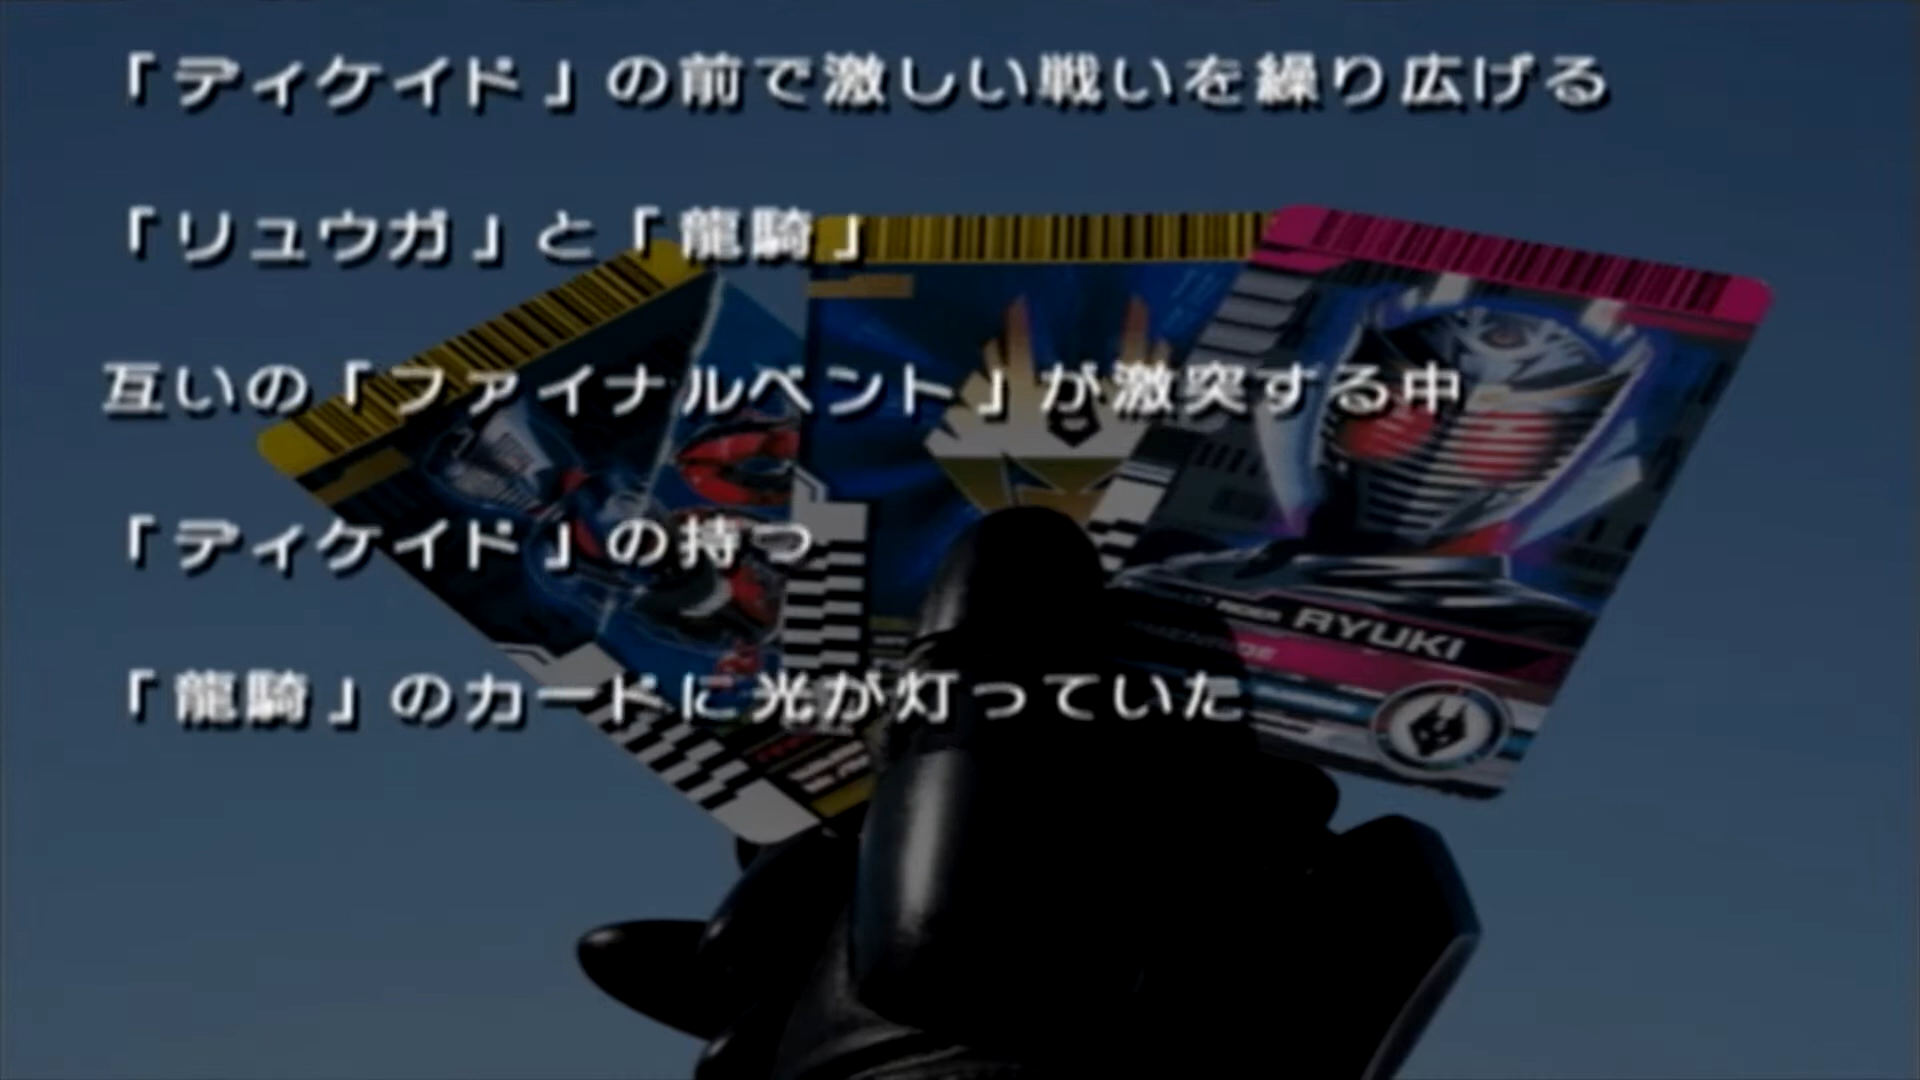 「ディケイド」の前で激しい戦いを繰り広げる
「リュウガ」と「龍騎」
互いの「ファイナルベント」が激突する中
「ディケイド」の持つ
「龍騎」のカードに光が灯っていた
RIDER RYUKI